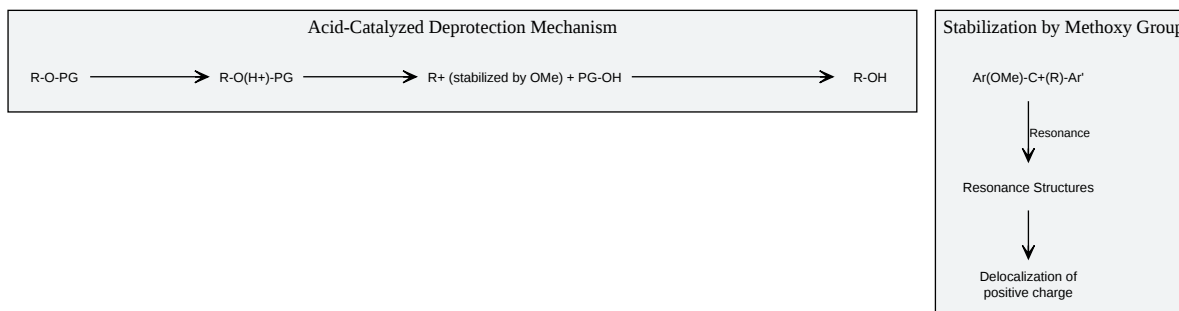 Acid-Catalyzed Deprotection Mechanism
R-O-PG
R-O(H+)-PG
R+ (stabilized by OMe) + PG-OH
R-OH
Stabilization by Methoxy Group
Ar(OMe)-C+(R)-Ar'
Resonance
Resonance Structures
Delocalization of
positive charge